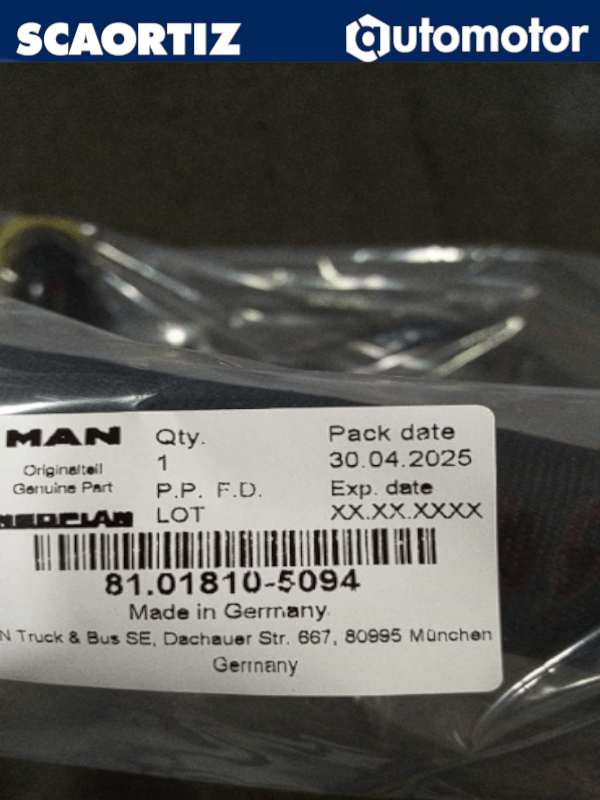 SCAORTIZ
automotor
MAN
Originalteil
Genuine Part
NEOPLAN
Qty.
1
P.P. F.D.
LOT
Pack date
30.04.2025
Exp. date
XX.XX.XXXX
81.01810-5094
Made in Germany
N Truck & Bus SE, Dachauer Str. 667, 80995 München
Germany